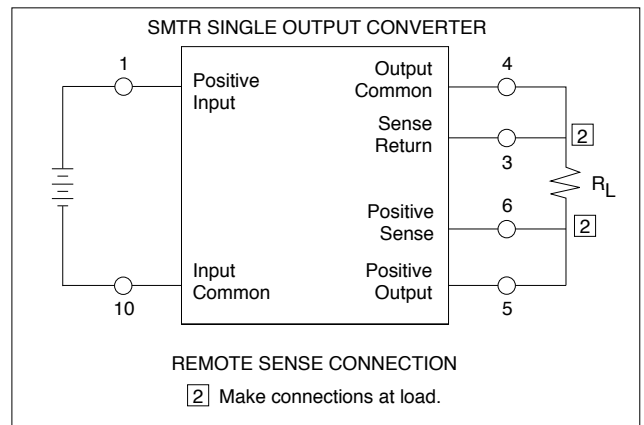 SMTR SINGLE OUTPUT CONVERTER
1
Positive
Input
Output
Common
4
Sense
Return
3
2
R_L
Positive
Sense
6
2
Input
Common
10
Positive
Output
5
REMOTE SENSE CONNECTION
2 Make connections at load.